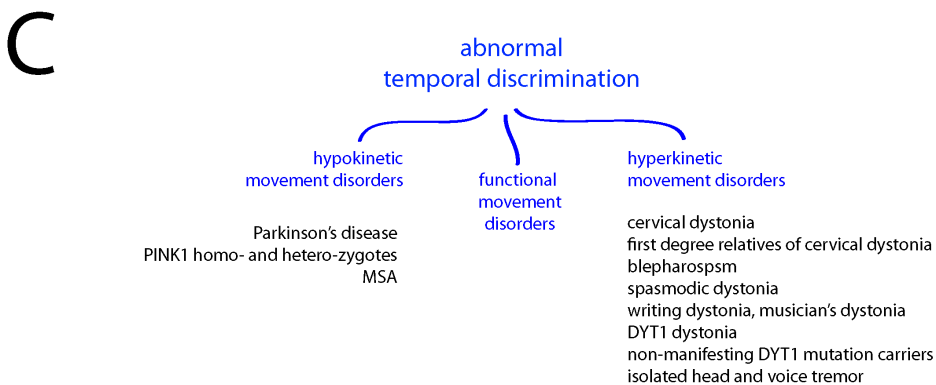 C
abnormal
temporal discrimination
hypokinetic
movement disorders
functional
movement
disorders
hyperkinetic
movement disorders
Parkinson's disease
PINK1 homo- and hetero-zygotes
MSA
cervical dystonia
first degree relatives of cervical dystonia
blepharospsm
spasmodic dystonia
writing dystonia, musician's dystonia
DYT1 dystonia
non-manifesting DYT1 mutation carriers
isolated head and voice tremor